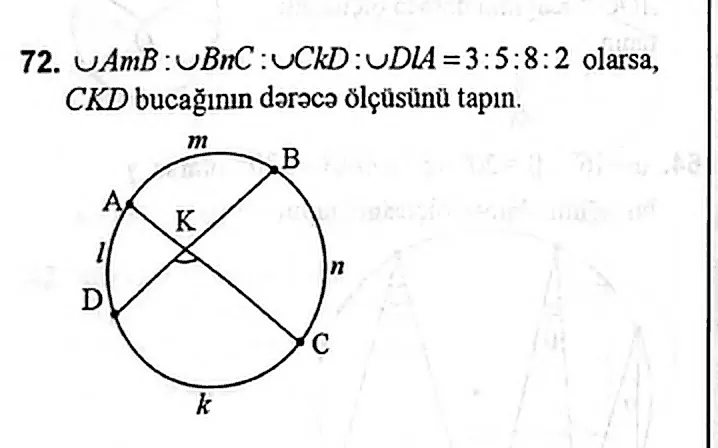 72. ∪AmB : ∪BnC : ∪CkD : ∪DlA = 3 : 5 : 8 : 2 olarsa,
CKD bucağının dərəcə ölçüsünü tapın.
m
B
A
K
l
n
D
C
k